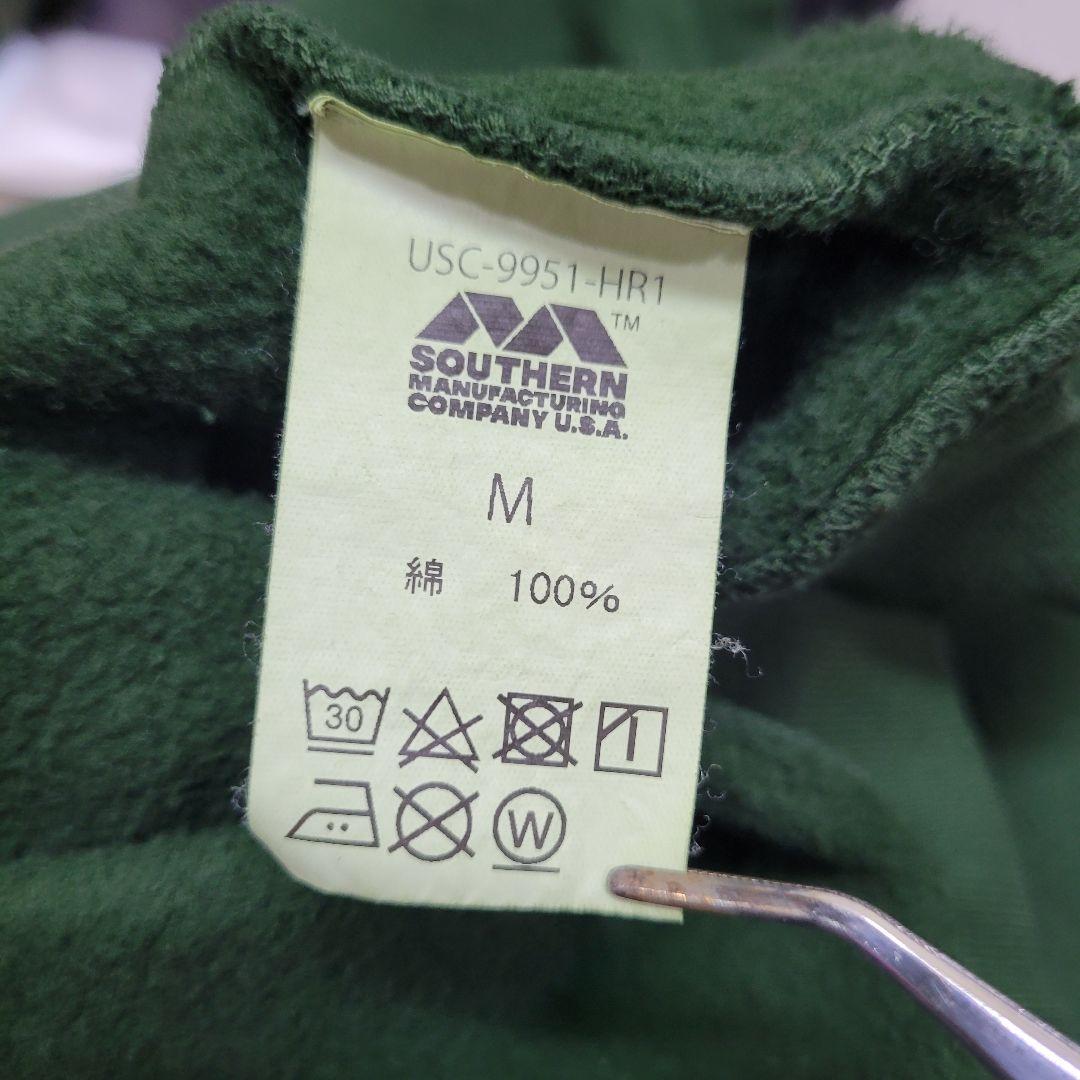 USC-9951-HR1
TM
SOUTHERN
MANUFACTURING
COMPANY U.S.A.
M
綿 100%
30
W